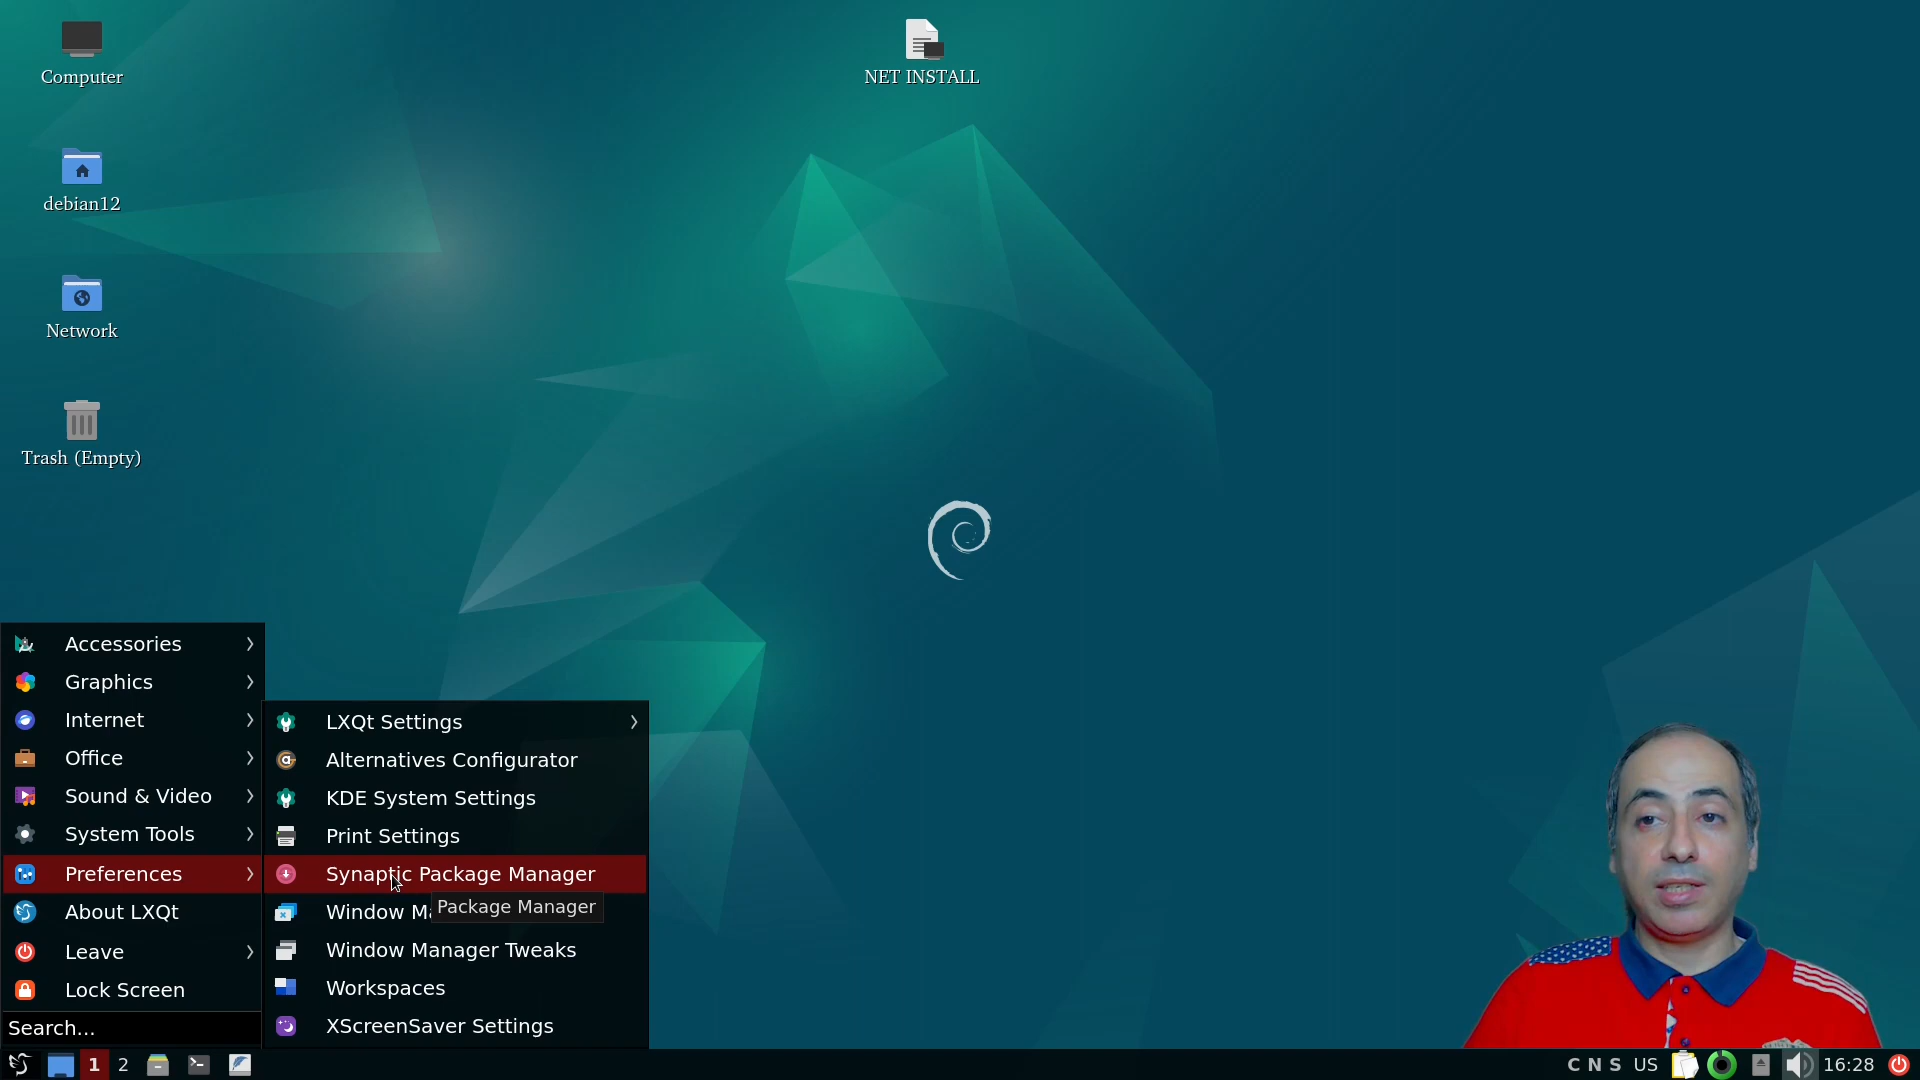 Computer
NET INSTALL
debian12
Network
Trash (Empty)
Accessories
Graphics
Internet
Office
Sound & Video
System Tools
Preferences
About LXQt
Leave
Lock Screen
Search...
LXQt Settings
Alternatives Configurator
KDE System Settings
Print Settings
Synaptic Package Manager
Package Manager
Window
Window Manager Tweaks
Workspaces
XScreenSaver Settings
1 2
C N S US 16:28